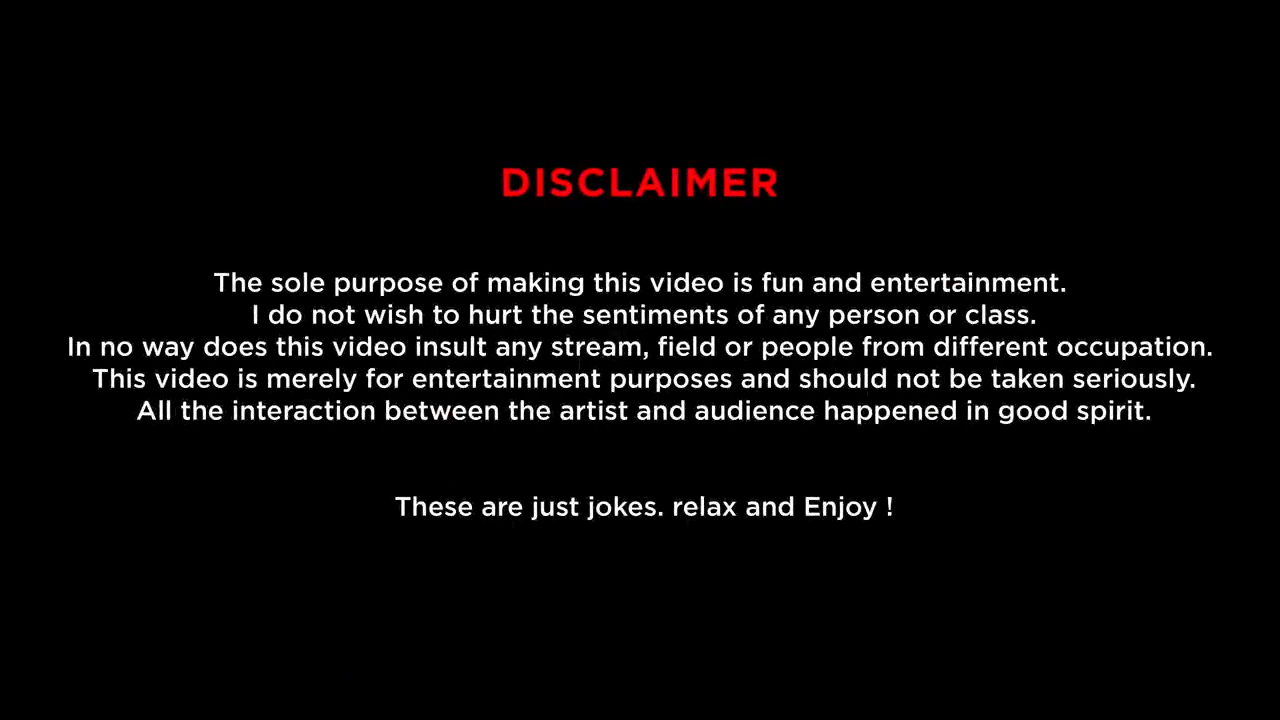 DISCLAIMER
The sole purpose of making this video is fun and entertainment.
I do not wish to hurt the sentiments of any person or class.
In no way does this video insult any stream, field or people from different occupation.
This video is merely for entertainment purposes and should not be taken seriously.
All the interaction between the artist and audience happened in good spirit.
These are just jokes. relax and Enjoy !